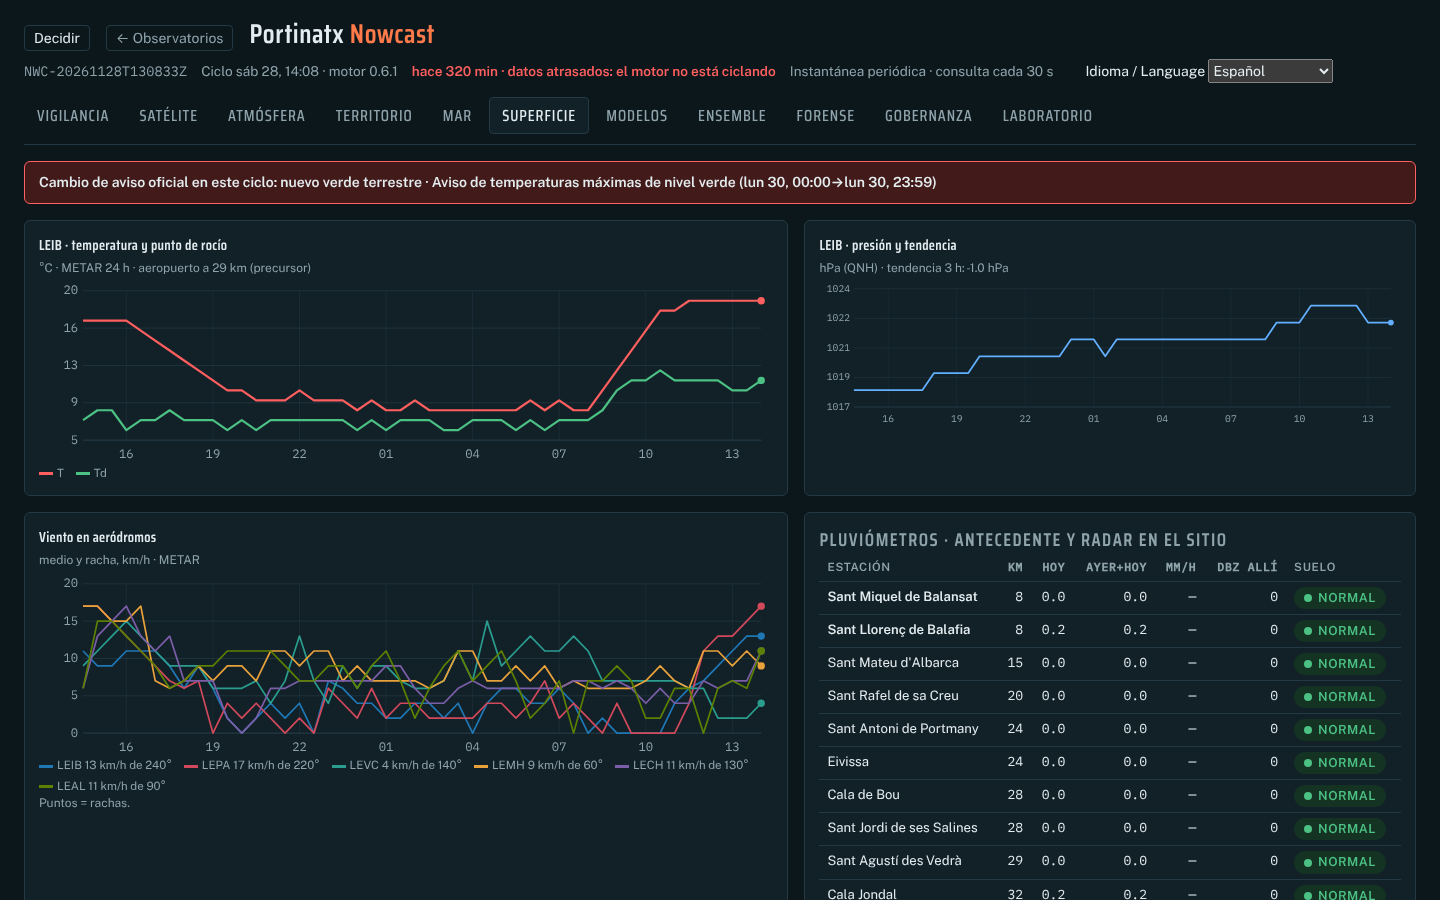 Decidir
← Observatorios
Portinatx Nowcast
NWC-20261128T130833Z Ciclo sáb 28, 14:08 · motor 0.6.1 hace 320 min · datos atrasados: el motor no está ciclando Instantánea periódica · consulta cada 30 s Idioma / Language Español
VIGILANCIA SATÉLITE ATMÓSFERA TERRITORIO MAR SUPERFICIE MODELOS ENSEMBLE FORENSE GOBERNANZA LABORATORIO
Cambio de aviso oficial en este ciclo: nuevo verde terrestre · Aviso de temperaturas máximas de nivel verde (lun 30, 00:00→lun 30, 23:59)
LEIB · temperatura y punto de rocío
°C · METAR 24 h · aeropuerto a 29 km (precursor)
20
16
13
9
5
16 19 22 01 04 07 10 13
T Td
LEIB · presión y tendencia
hPa (QNH) · tendencia 3 h: -1.0 hPa
1024
1022
1021
1019
1017
16 19 22 01 04 07 10 13
Viento en aeródromos
medio y racha, km/h · METAR
20
15
10
5
0
16 19 22 01 04 07 10 13
LEIB 13 km/h de 240° LEPA 17 km/h de 220° LEVC 4 km/h de 140° LEMH 9 km/h de 60° LECH 11 km/h de 130°
LEAL 11 km/h de 90°
Puntos = rachas.
PLUVIÓMETROS · ANTECEDENTE Y RADAR EN EL SITIO
ESTACIÓN KM HOY AYER+HOY MM/H DBZ ALLÍ SUELO
Sant Miquel de Balansat 8 0.0 0.0 — 0 NORMAL
Sant Llorenç de Balafia 8 0.2 0.2 — 0 NORMAL
Sant Mateu d'Albarca 15 0.0 0.0 — 0 NORMAL
Sant Rafel de sa Creu 20 0.0 0.0 — 0 NORMAL
Sant Antoni de Portmany 24 0.0 0.0 — 0 NORMAL
Eivissa 24 0.0 0.0 — 0 NORMAL
Cala de Bou 28 0.0 0.0 — 0 NORMAL
Sant Jordi de ses Salines 28 0.0 0.0 — 0 NORMAL
Sant Agustí des Vedrà 29 0.0 0.0 — 0 NORMAL
Cala Jondal 32 0.2 0.2 — 0 NORMAL